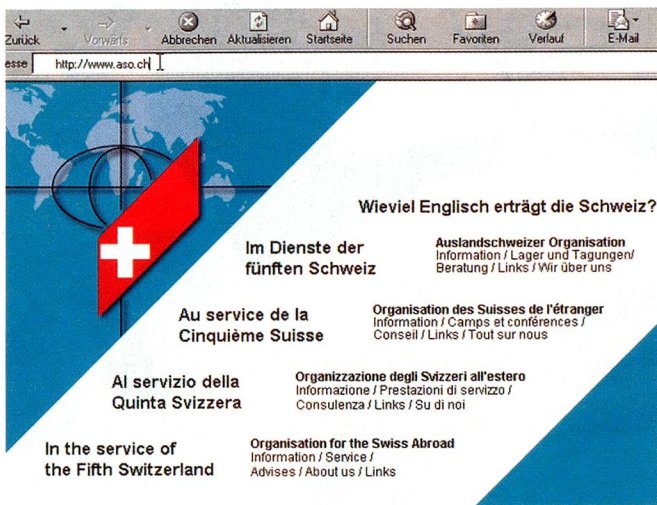 Zurück Vorwärts Abbrechen Aktualisieren Startseite Suchen Favoriten Verlauf E-Mail
esse http://www.aso.ch
Wieviel Englisch erträgt die Schweiz?
Im Dienste der
fünften Schweiz
Auslandschweizer Organisation
Information / Lager und Tagungen/
Beratung / Links / Wir über uns
Au service de la
Cinquième Suisse
Organisation des Suisses de l'étranger
Information / Camps et conférences /
Conseil / Links / Tout sur nous
Al servizio della
Quinta Svizzera
Organizzazione degli Svizzeri all'estero
Informazione / Prestazioni di servizzo /
Consulenza / Links / Su di noi
In the service of
the Fifth Switzerland
Organisation for the Swiss Abroad
Information / Service /
Advises / About us / Links